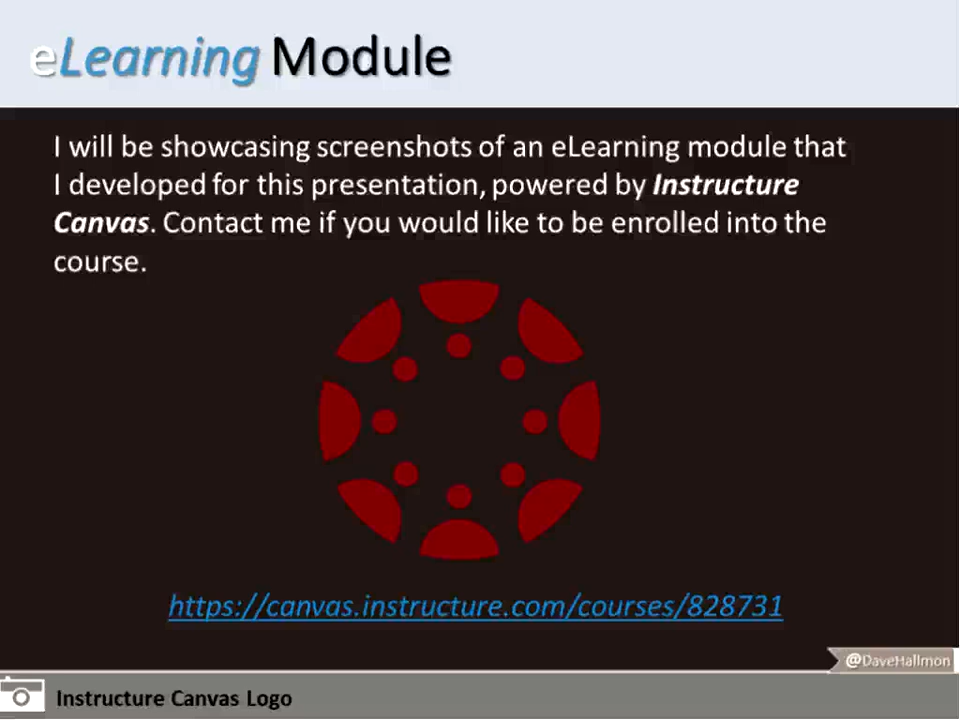 eLearning Module
I will be showcasing screenshots of an eLearning module that
I developed for this presentation, powered by Instructure
Canvas. Contact me if you would like to be enrolled into the
course.
https://canvas.instructure.com/courses/828731
@DaveHallmon
Instructure Canvas Logo